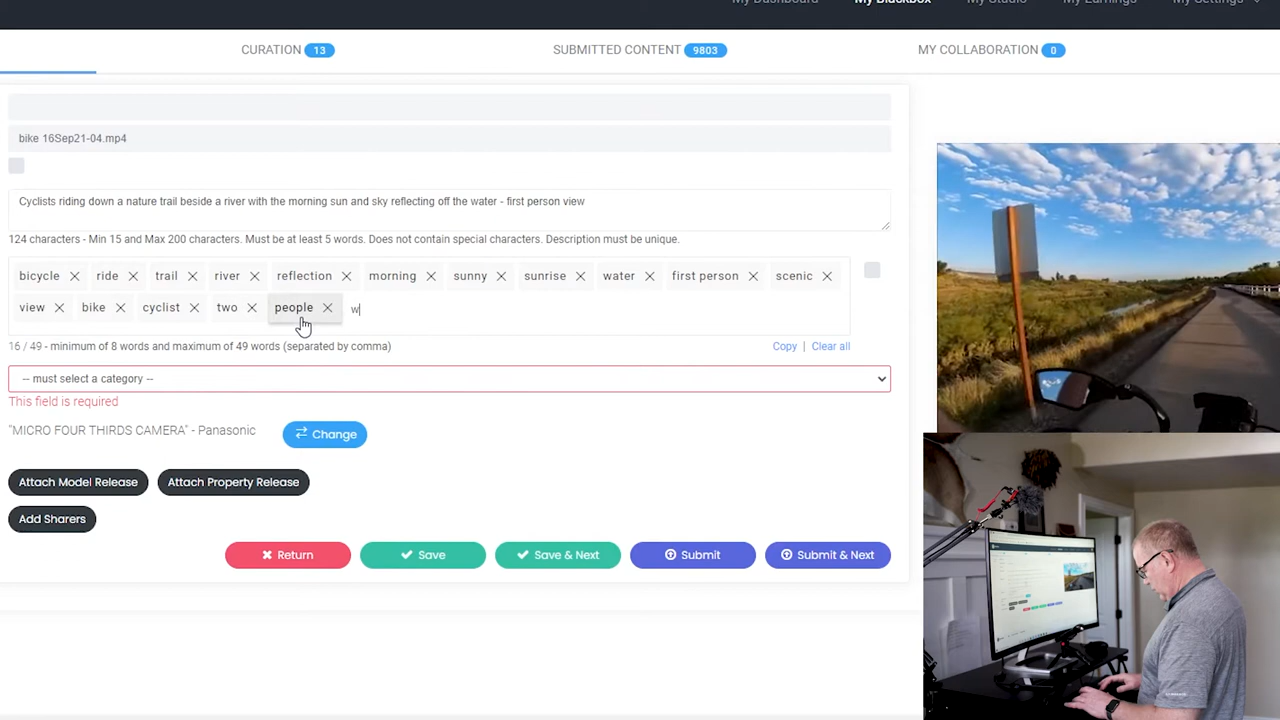 My Dashboard My Blackbox My Studio My Earnings My Settings
CURATION 13 SUBMITTED CONTENT 9803 MY COLLABORATION 0
bike 16Sep21-04.mp4
Cyclists riding down a nature trail beside a river with the morning sun and sky reflecting off the water - first person view
124 characters - Min 15 and Max 200 characters. Must be at least 5 words. Does not contain special characters. Description must be unique.
bicycle ride trail river reflection morning sunny sunrise water first person scenic
view bike cyclist two people w
16 / 49 - minimum of 8 words and maximum of 49 words (separated by comma) Copy | Clear all
-- must select a category --
This field is required
"MICRO FOUR THIRDS CAMERA" - Panasonic Change
Attach Model Release Attach Property Release
Add Sharers
Return Save Save & Next Submit Submit & Next